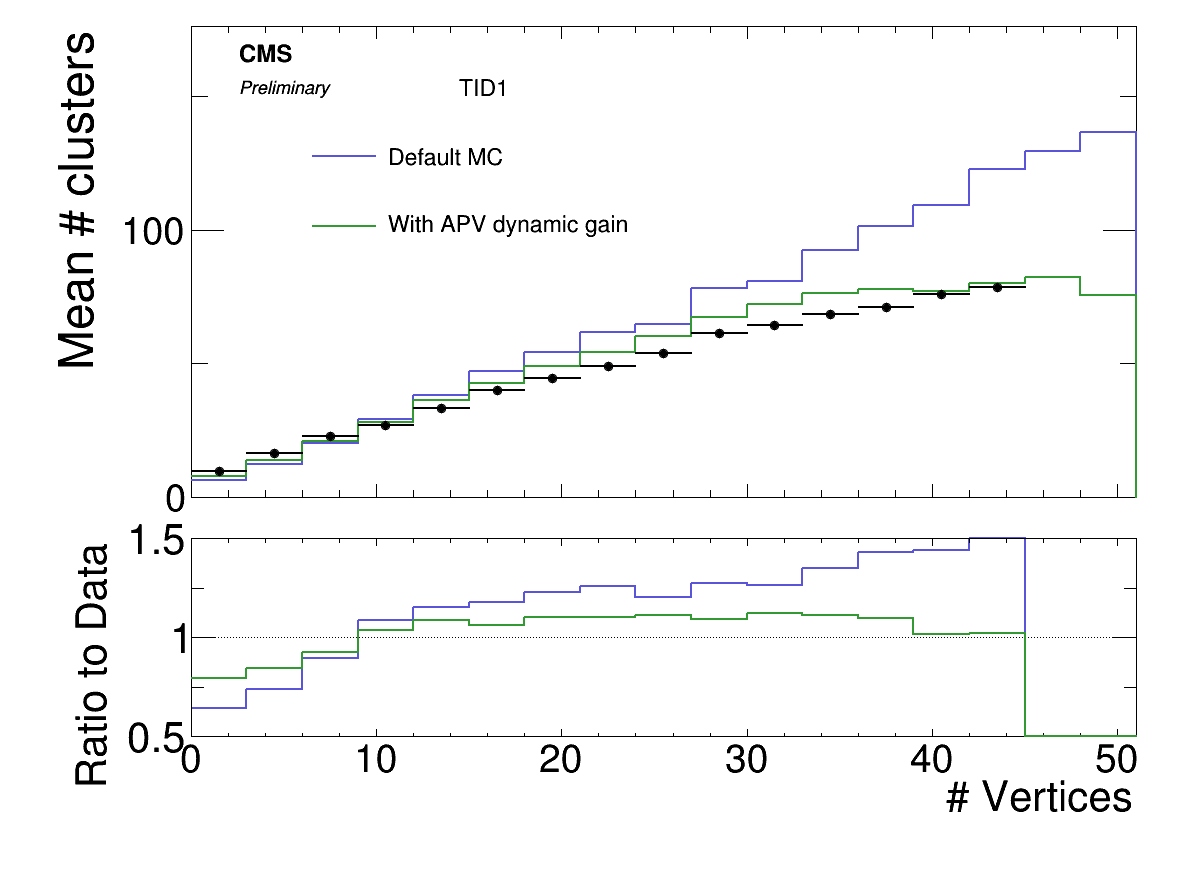 Mean # clusters
CMS
Preliminary
TID1
Default MC
With APV dynamic gain
100
0
Ratio to Data
1.5
1
0.5
0 10 20 30 40 50
# Vertices